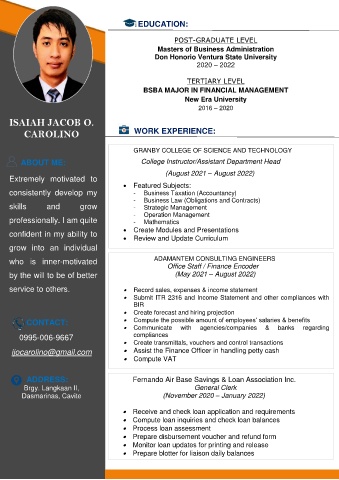 ISAIAH JACOB O.
CAROLINO
ABOUT ME:
Extremely motivated to
consistently develop my
skills and grow
professionally. I am quite
confident in my ability to
grow into an individual
who is inner-motivated
by the will to be of better
service to others.
CONTACT:
0995-006-9667
ijocarolino@gmail.com
ADDRESS:
Brgy. Langkaan II,
Dasmarinas, Cavite
EDUCATION:
POST-GRADUATE LEVEL
Masters of Business Administration
Don Honorio Ventura State University
2020 – 2022
TERTIARY LEVEL
BSBA MAJOR IN FINANCIAL MANAGEMENT
New Era University
2016 – 2020
WORK EXPERIENCE:
GRANBY COLLEGE OF SCIENCE AND TECHNOLOGY
College Instructor/Assistant Department Head
(August 2021 – August 2022)
• Featured Subjects:
- Business Taxation (Accountancy)
- Business Law (Obligations and Contracts)
- Strategic Management
- Operation Management
- Mathematics
• Create Modules and Presentations
• Review and Update Curriculum
ADAMANTEM CONSULTING ENGINEERS
Office Staff / Finance Encoder
(May 2021 – August 2022)
• Record sales, expenses & income statement
• Submit ITR 2316 and Income Statement and other compliances with
BIR
• Create forecast and hiring projection
• Compute the possible amount of employees' salaries & benefits
• Communicate with agencies/companies & banks regarding
compliances
• Create transmittals, vouchers and control transactions
• Assist the Finance Officer in handling petty cash
• Compute VAT
Fernando Air Base Savings & Loan Association Inc.
General Clerk
(November 2020 – January 2022)
• Receive and check loan application and requirements
• Compute loan inquiries and check loan balances
• Process loan assessment
• Prepare disbursement voucher and refund form
• Monitor loan updates for printing and release
• Prepare blotter for liaison daily balances